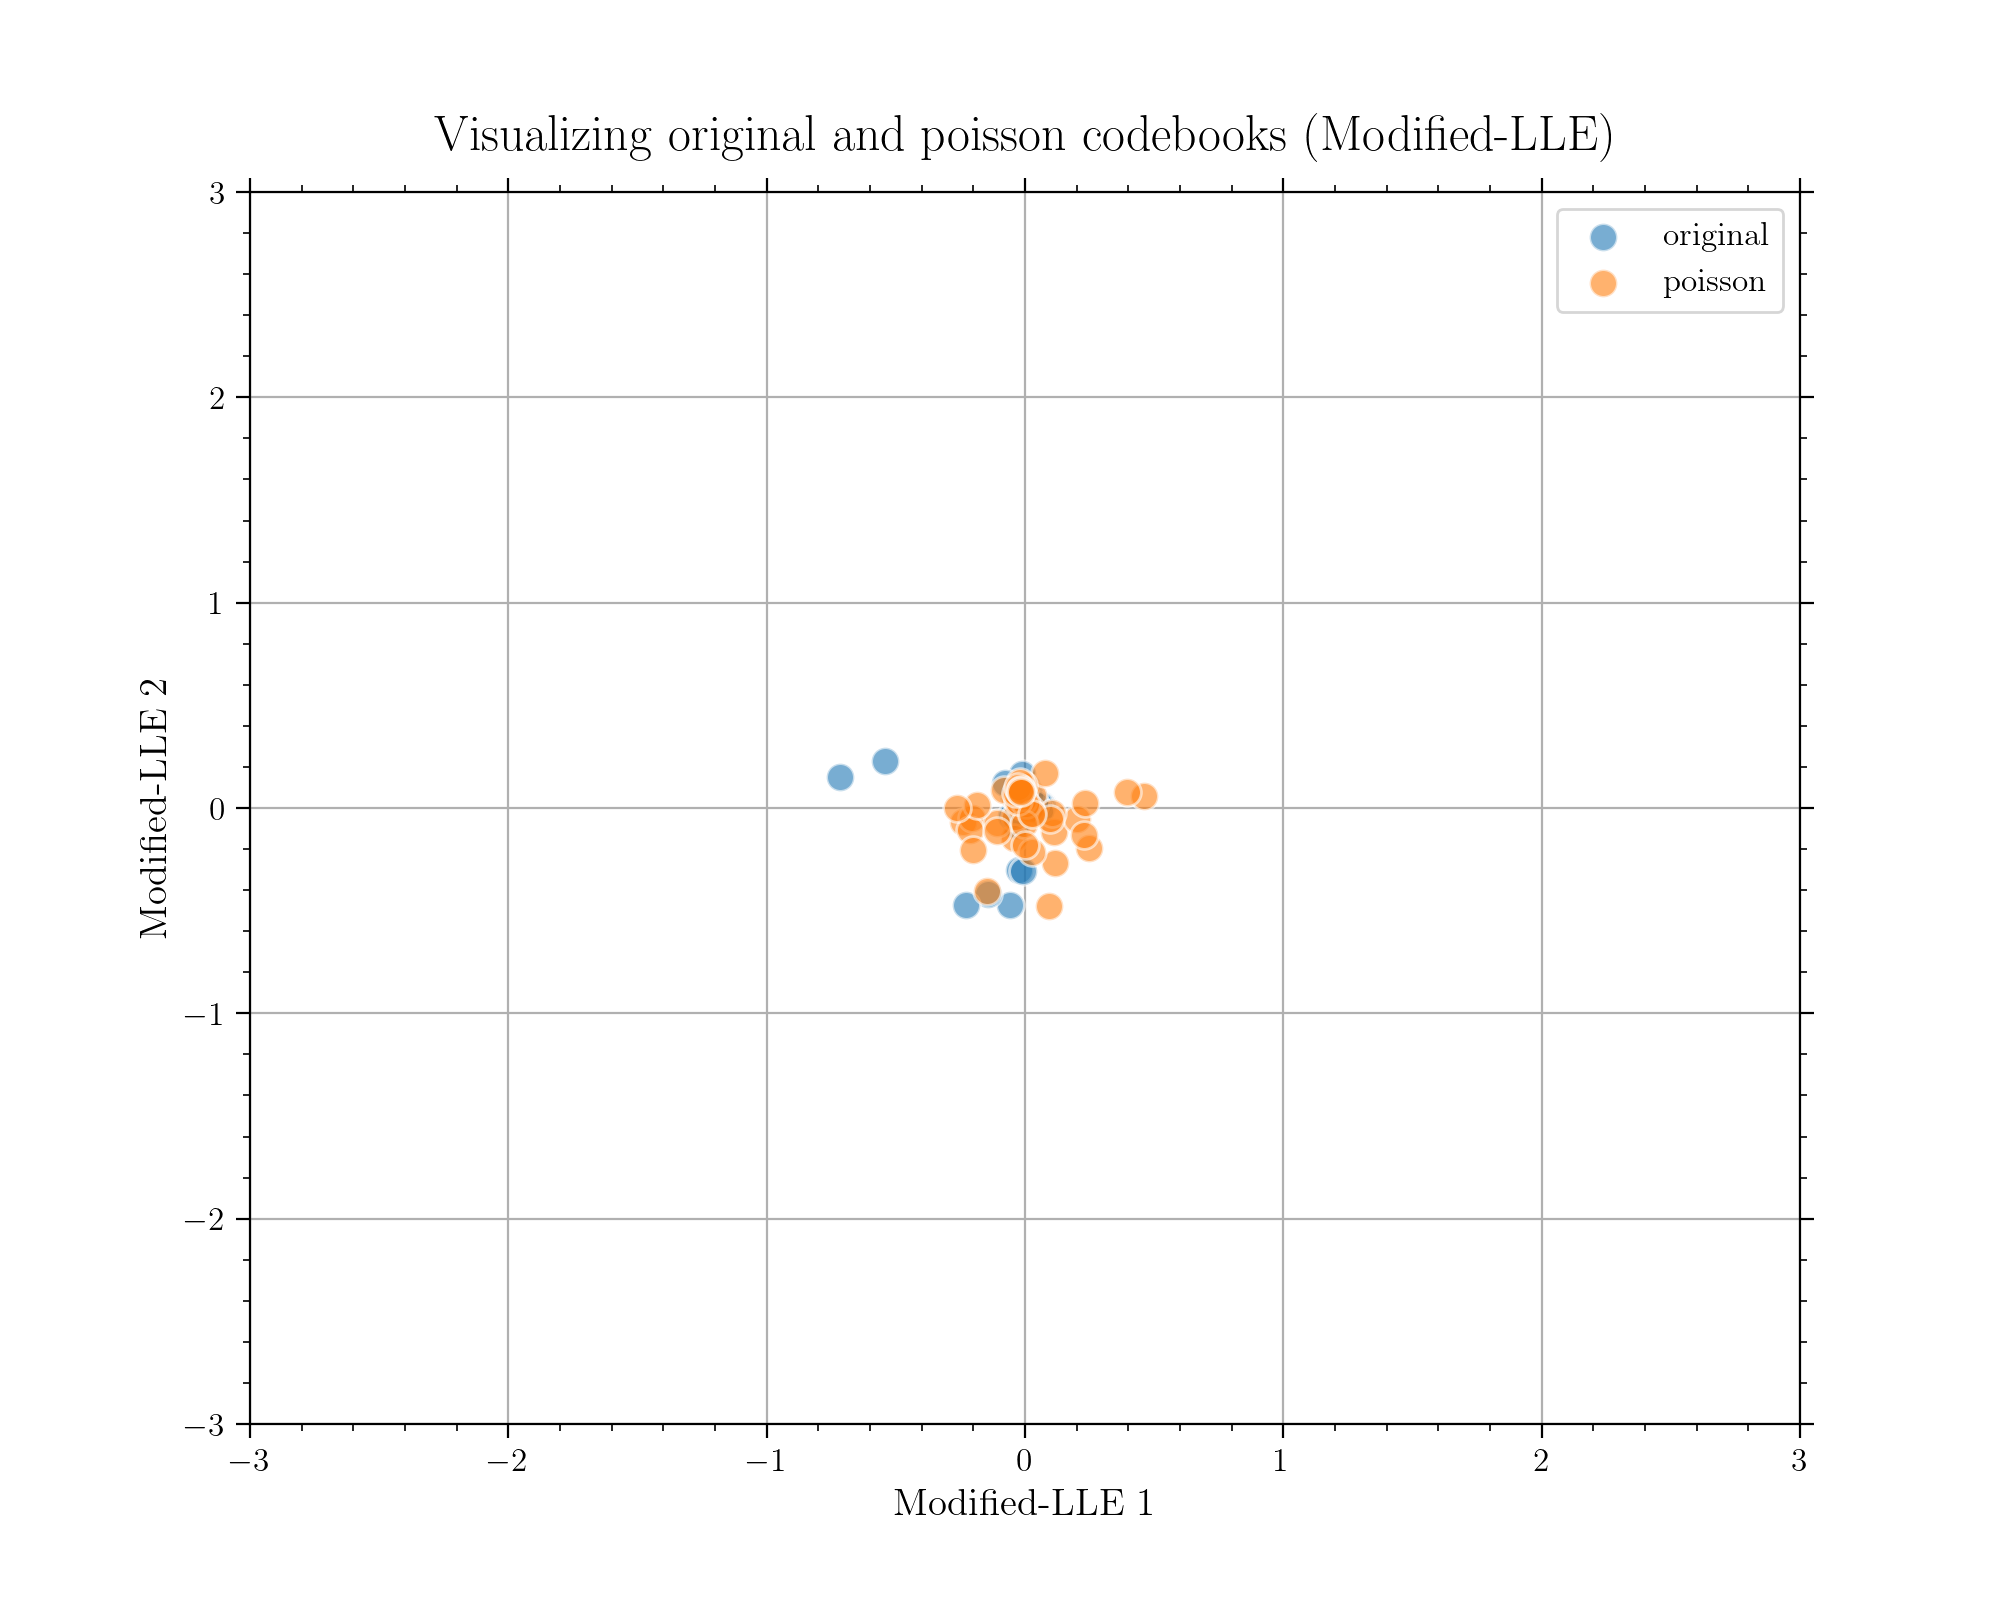 Visualizing original and poisson codebooks (Modified-LLE)
original
poisson
3
2
1
0
−1
−2
−3
Modified-LLE 2
−3
−2
−1
0
1
2
3
Modified-LLE 1